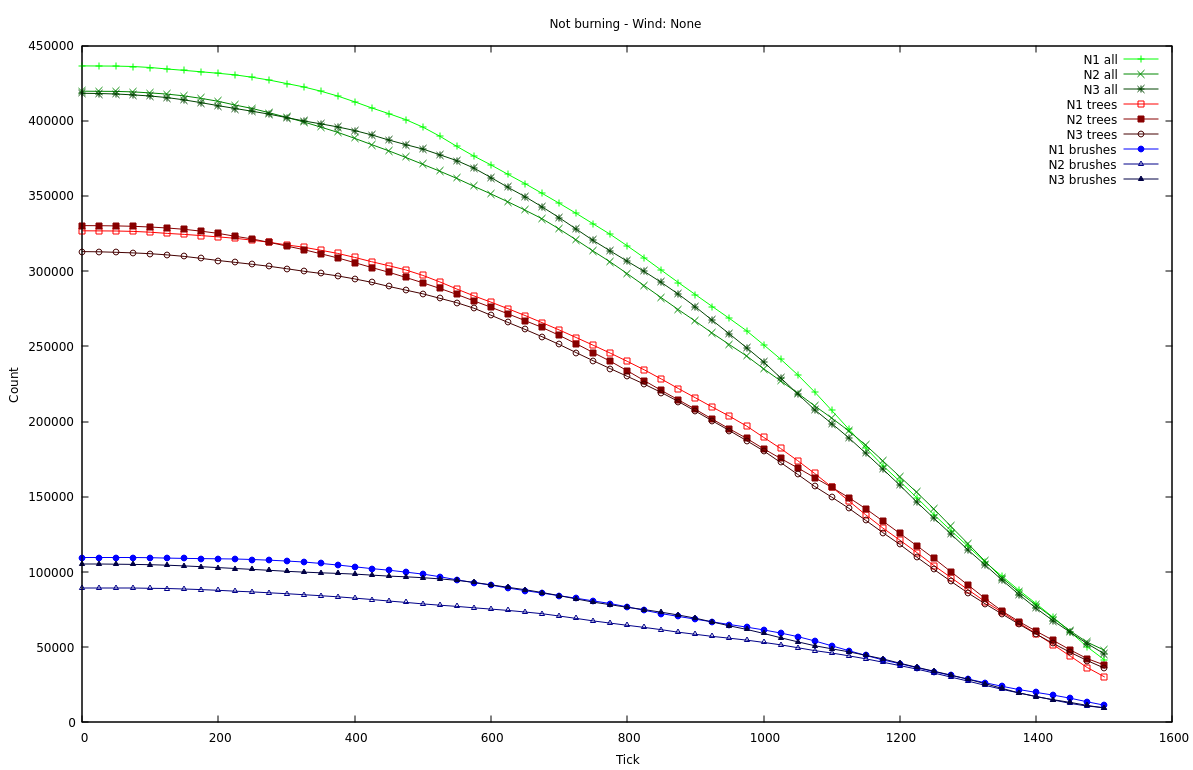 Not burning - Wind: None
450000
400000
350000
300000
250000
200000
150000
100000
50000
0
Count
N1 all
N2 all
N3 all
N1 trees
N2 trees
N3 trees
N1 brushes
N2 brushes
N3 brushes
0 200 400 600 800 1000 1200 1400 1600
Tick